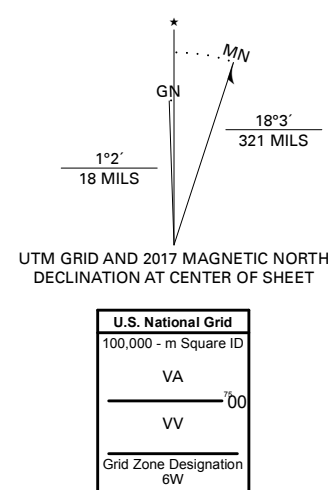 ★
MN
GN
18°3´
321 MILS
1°2´
18 MILS
UTM GRID AND 2017 MAGNETIC NORTH
DECLINATION AT CENTER OF SHEET
U.S. National Grid
100,000 - m Square ID
VA
7500
VV
Grid Zone Designation
6W